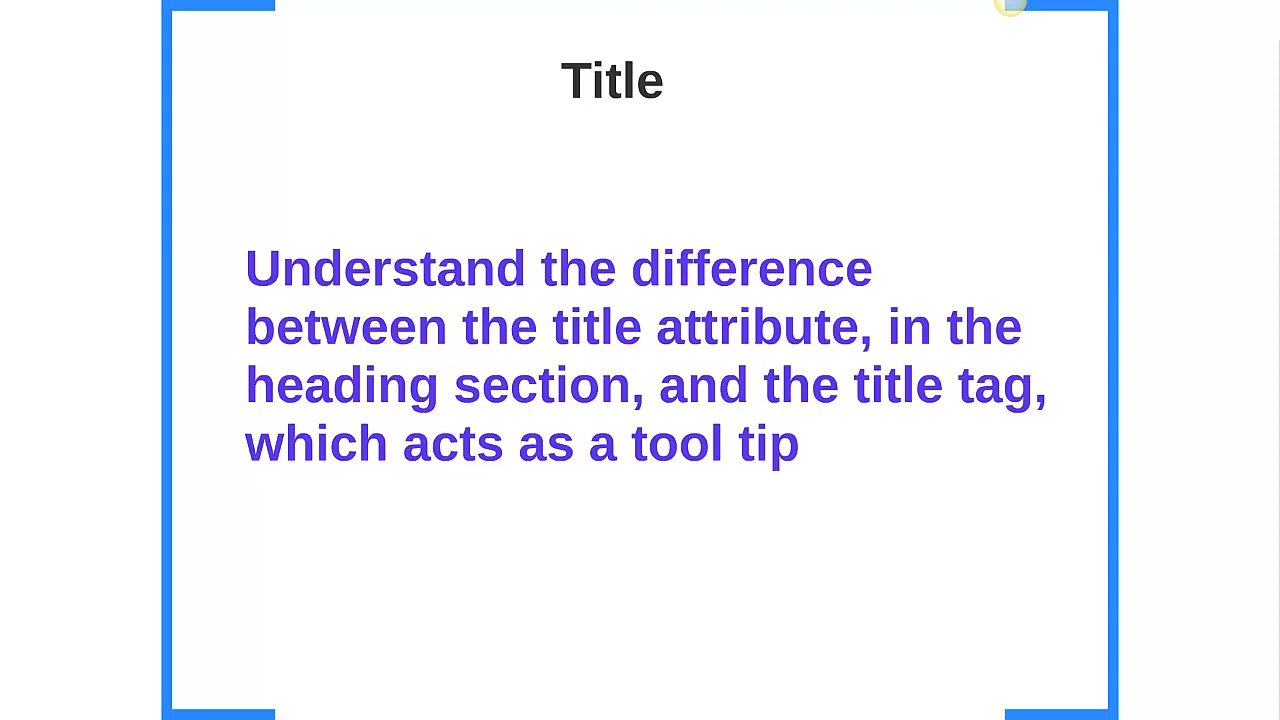 Title
Understand the difference
between the title attribute, in the
heading section, and the title tag,
which acts as a tool tip